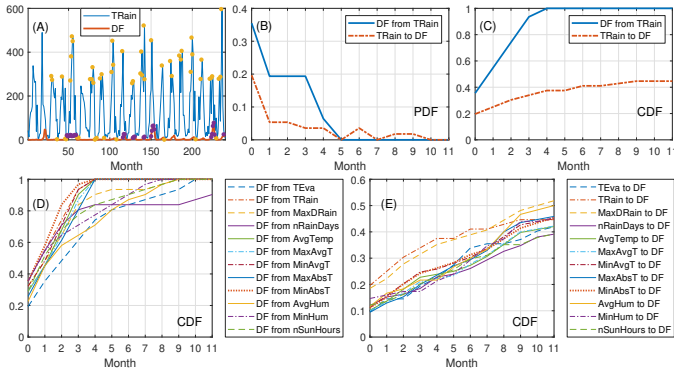 (A)
TRain
DF
600
400
200
0
50
100
150
200
Month
(B)
DF from TRain
TRain to DF
0.4
0.3
0.2
0.1
0
PDF
0 1 2 3 4 5 6 7 8 9 10 11
Month
(C)
DF from TRain
TRain to DF
1
0.8
0.6
0.4
0.2
0
CDF
0 1 2 3 4 5 6 7 8 9 10 11
Month
(D)
1
0.8
0.6
0.4
0.2
0
CDF
0 1 2 3 4 5 6 7 8 9 10 11
Month
DF from TEva
DF from TRain
DF from MaxDRain
DF from nRainDays
DF from AvgTemp
DF from MaxAvgT
DF from MinAvgT
DF from MaxAbsT
DF from MinAbsT
DF from AvgHum
DF from MinHum
DF from nSunHours
(E)
0.6
0.5
0.4
0.3
0.2
0.1
0
CDF
0 1 2 3 4 5 6 7 8 9 10 11
Month
TEva to DF
TRain to DF
MaxDRain to DF
nRainDays to DF
AvgTemp to DF
MaxAvgT to DF
MinAvgT to DF
MaxAbsT to DF
MinAbsT to DF
AvgHum to DF
MinHum to DF
nSunHours to DF